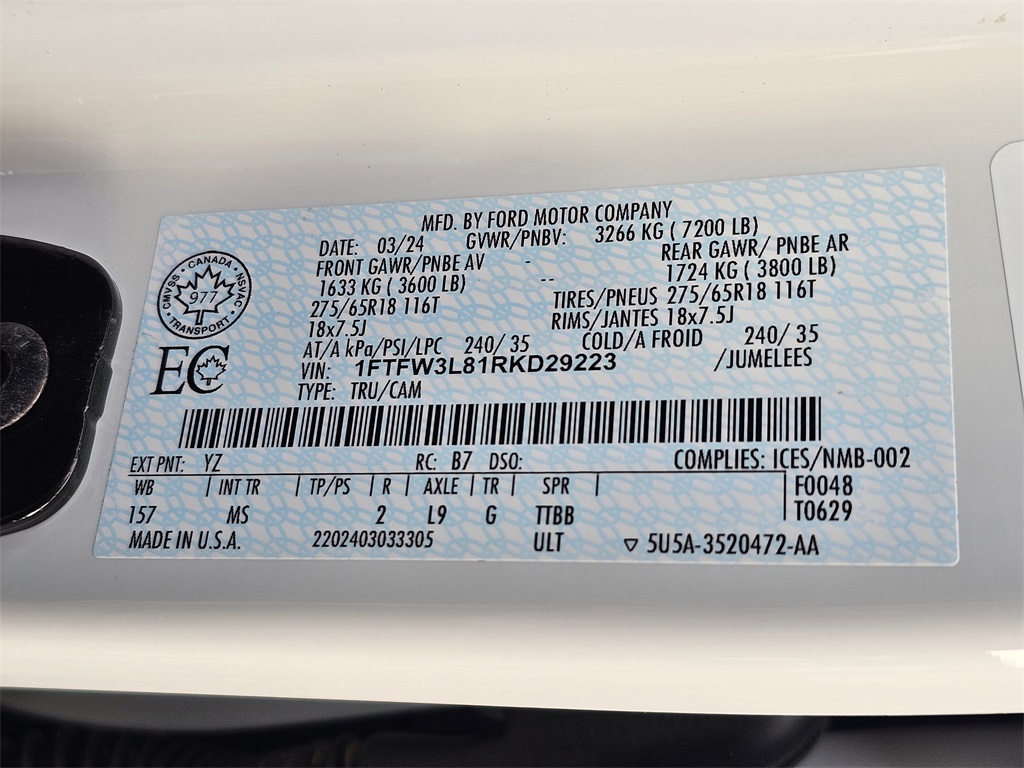 MFD. BY FORD MOTOR COMPANY
DATE: 03/24 GVWR/PNBV: 3266 KG ( 7200 LB)
FRONT GAWR/PNBE AV - REAR GAWR/ PNBE AR
1633 KG ( 3600 LB) -- 1724 KG ( 3800 LB)
275/65R18 116T TIRES/PNEUS 275/65R18 116T
18x7.5J RIMS/JANTES 18x7.5J
AT/A kPa/PSI/LPC 240/ 35 COLD/A FROID 240/ 35
VIN: 1FTFW3L81RKD29223 /JUMELEES
TYPE: TRU/CAM
CANADA
CMVSS • NSVAC
977
TRANSPORT
EC
EXT PNT: YZ RC: B7 DSO: COMPLIES: ICES/NMB-002
WB | INT TR | TP/PS | R | AXLE | TR | SPR | F0048
157 MS 2 L9 G TTBB T0629
MADE IN U.S.A. 2202403033305 ULT ▽ 5U5A-3520472-AA